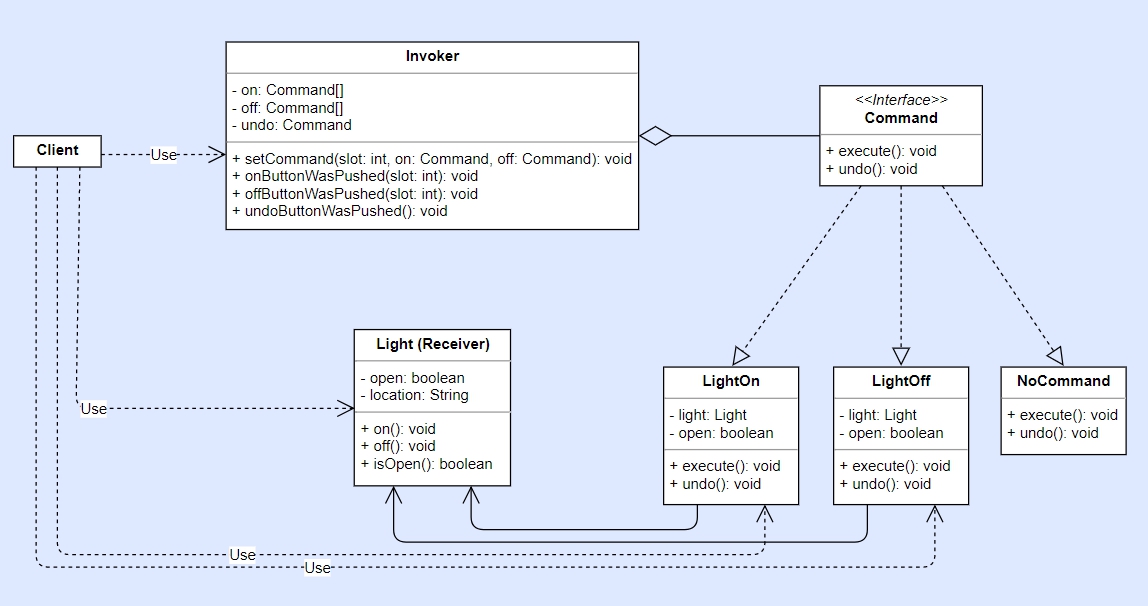 Invoker
- on: Command[]
- off: Command[]
- undo: Command
+ setCommand(slot: int, on: Command, off: Command): void
+ onButtonWasPushed(slot: int): void
+ offButtonWasPushed(slot: int): void
+ undoButtonWasPushed(): void
<<Interface>>
Command
+ execute(): void
+ undo(): void
Client
Use
Light (Receiver)
- open: boolean
- location: String
+ on(): void
+ off(): void
+ isOpen(): boolean
Use
LightOn
- light: Light
- open: boolean
+ execute(): void
+ undo(): void
LightOff
- light: Light
- open: boolean
+ execute(): void
+ undo(): void
NoCommand
+ execute(): void
+ undo(): void
Use
Use